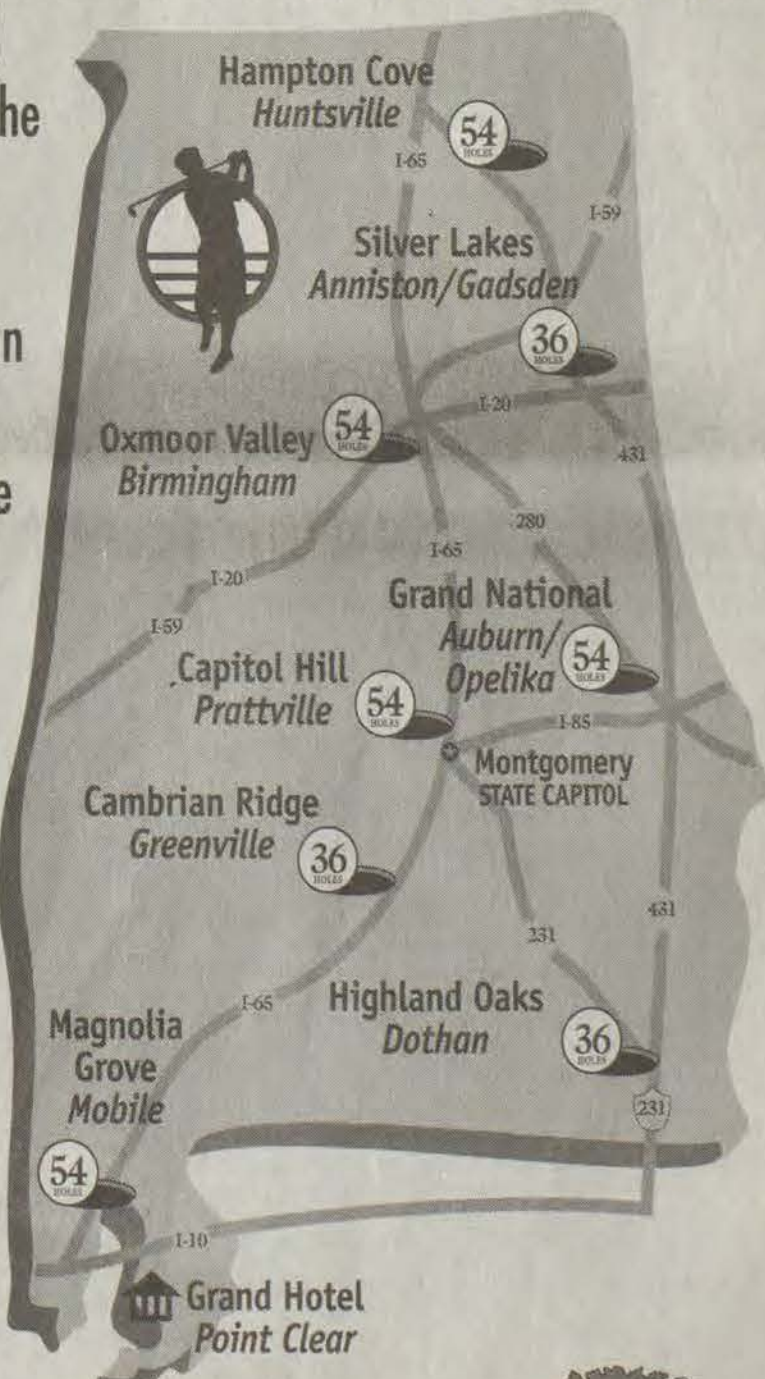 he
n
e
Hampton Cove
Huntsville
54
HOLES
I-65
I-59
Silver Lakes
Anniston/Gadsden
36
HOLES
I-20
Oxmoor Valley
Birmingham
54
HOLES
431
280
I-65
I-20
I-59
Grand National
Auburn/
Opelika
54
HOLES
Capitol Hill
Prattville
54
HOLES
I-85
Montgomery
STATE CAPITOL
Cambrian Ridge
Greenville
36
HOLES
431
231
I-65
Highland Oaks
Dothan
36
HOLES
231
Magnolia
Grove
Mobile
54
HOLES
I-10
Grand Hotel
Point Clear